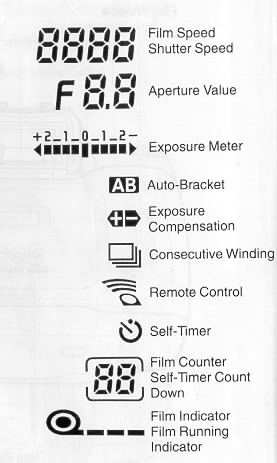 8888 Film Speed
Shutter Speed
F8.8 Aperture Value
+2_1_0_1_2-
Exposure Meter
AB Auto-Bracket
+- Exposure
Compensation
Consecutive Winding
Remote Control
Self-Timer
88 Film Counter
Self-Timer Count
Down
Film Indicator
Film Running
Indicator